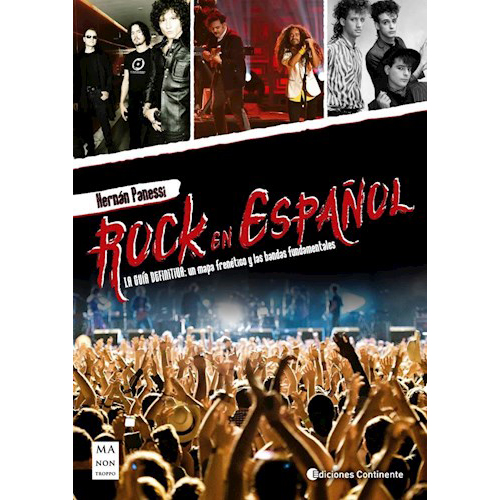 Hernán Panessi
ROCK EN ESPAÑOL
LA GUÍA DEFINITIVA: un mapa frenético y las bandas fundamentales
MA
NON
TROPPO
Ediciones Continente